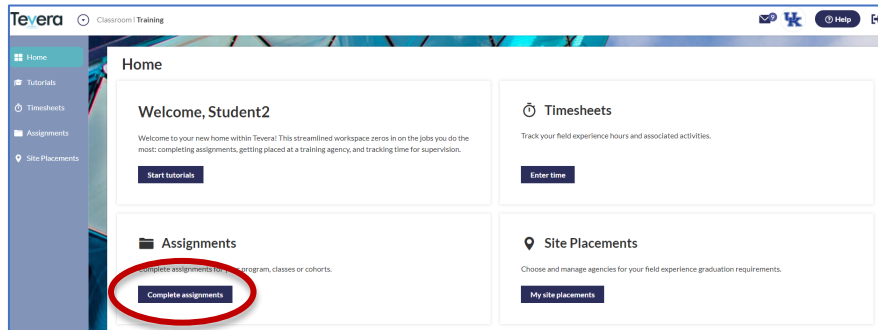 Tevera
Classroom | Training
9
UK
Help
Home
Tutorials
Timesheets
Assignments
Site Placements
Home
Welcome, Student2
Welcome to your new home within Tevera! This streamlined workspace zeros in on the jobs you do the
most: completing assignments, getting placed at a training agency, and tracking time for supervision.
Start tutorials
Timesheets
Track your field experience hours and associated activities.
Enter time
Assignments
Complete assignments for your program, classes or cohorts.
Complete assignments
Site Placements
Choose and manage agencies for your field experience graduation requirements.
My site placements